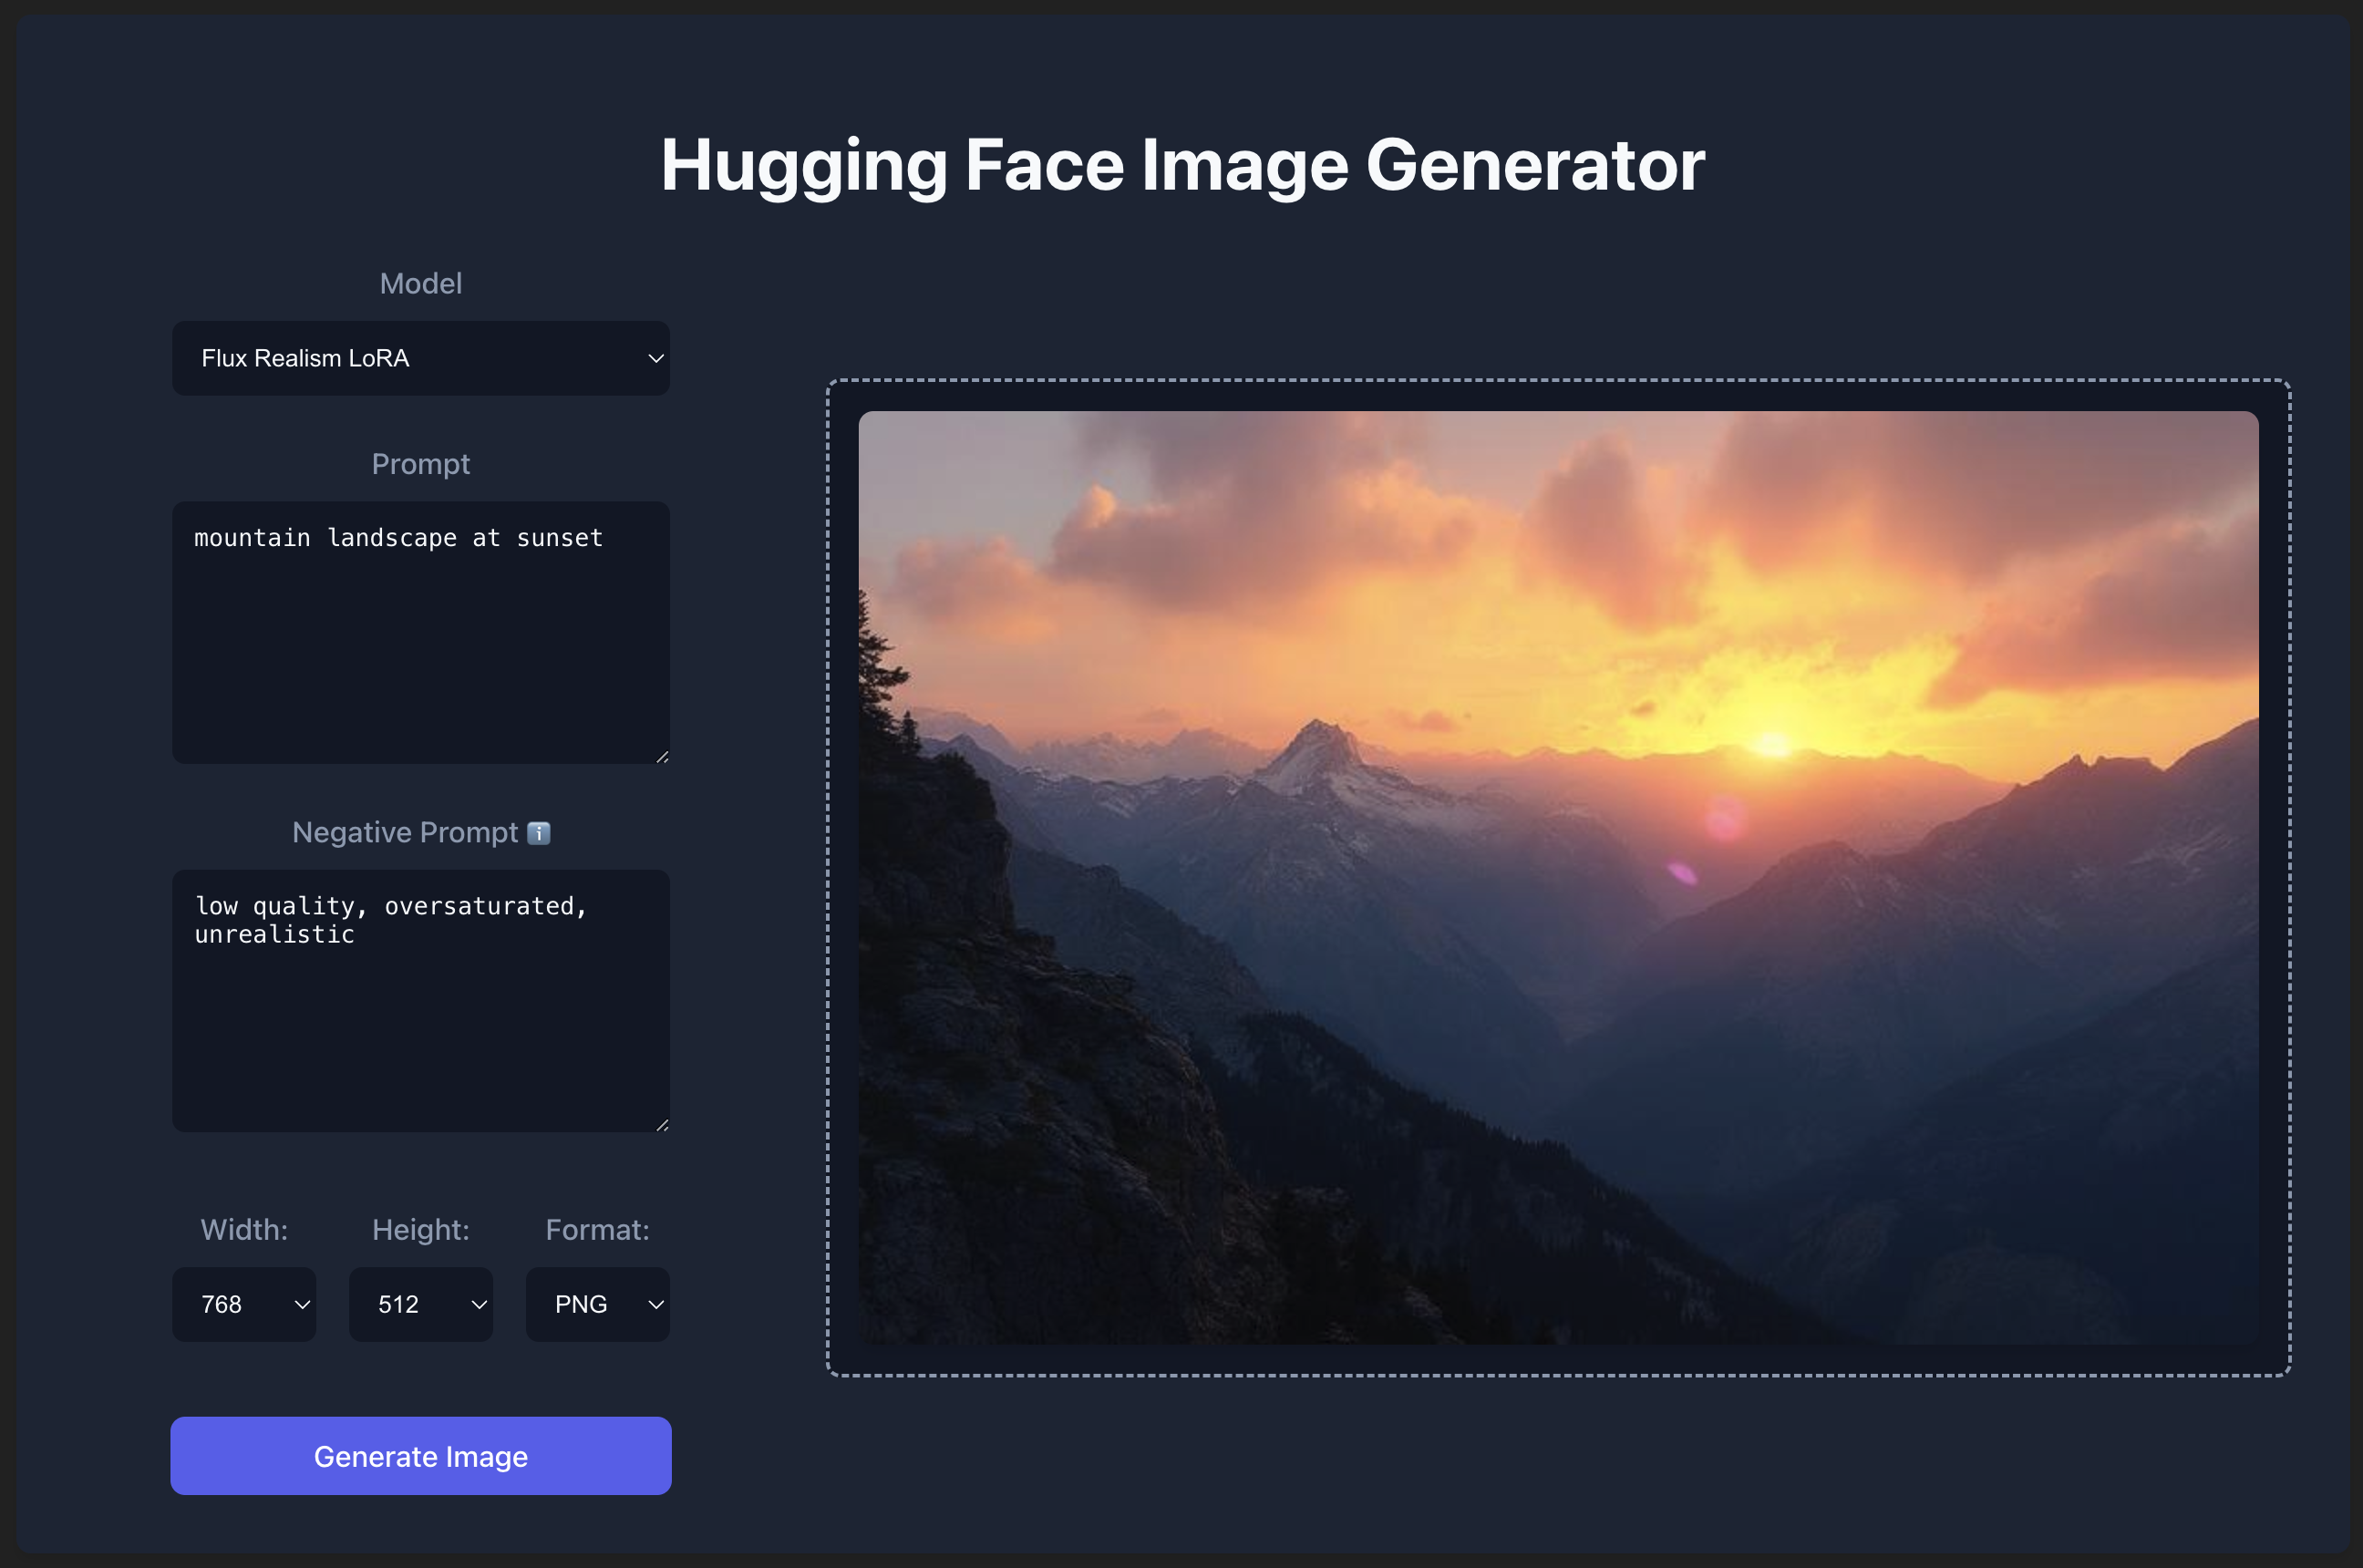 Hugging Face Image Generator
Model
Flux Realism LoRA
Prompt
mountain landscape at sunset
Negative Prompt ℹ️
low quality, oversaturated,
unrealistic
Width: Height: Format:
768 512 PNG
Generate Image